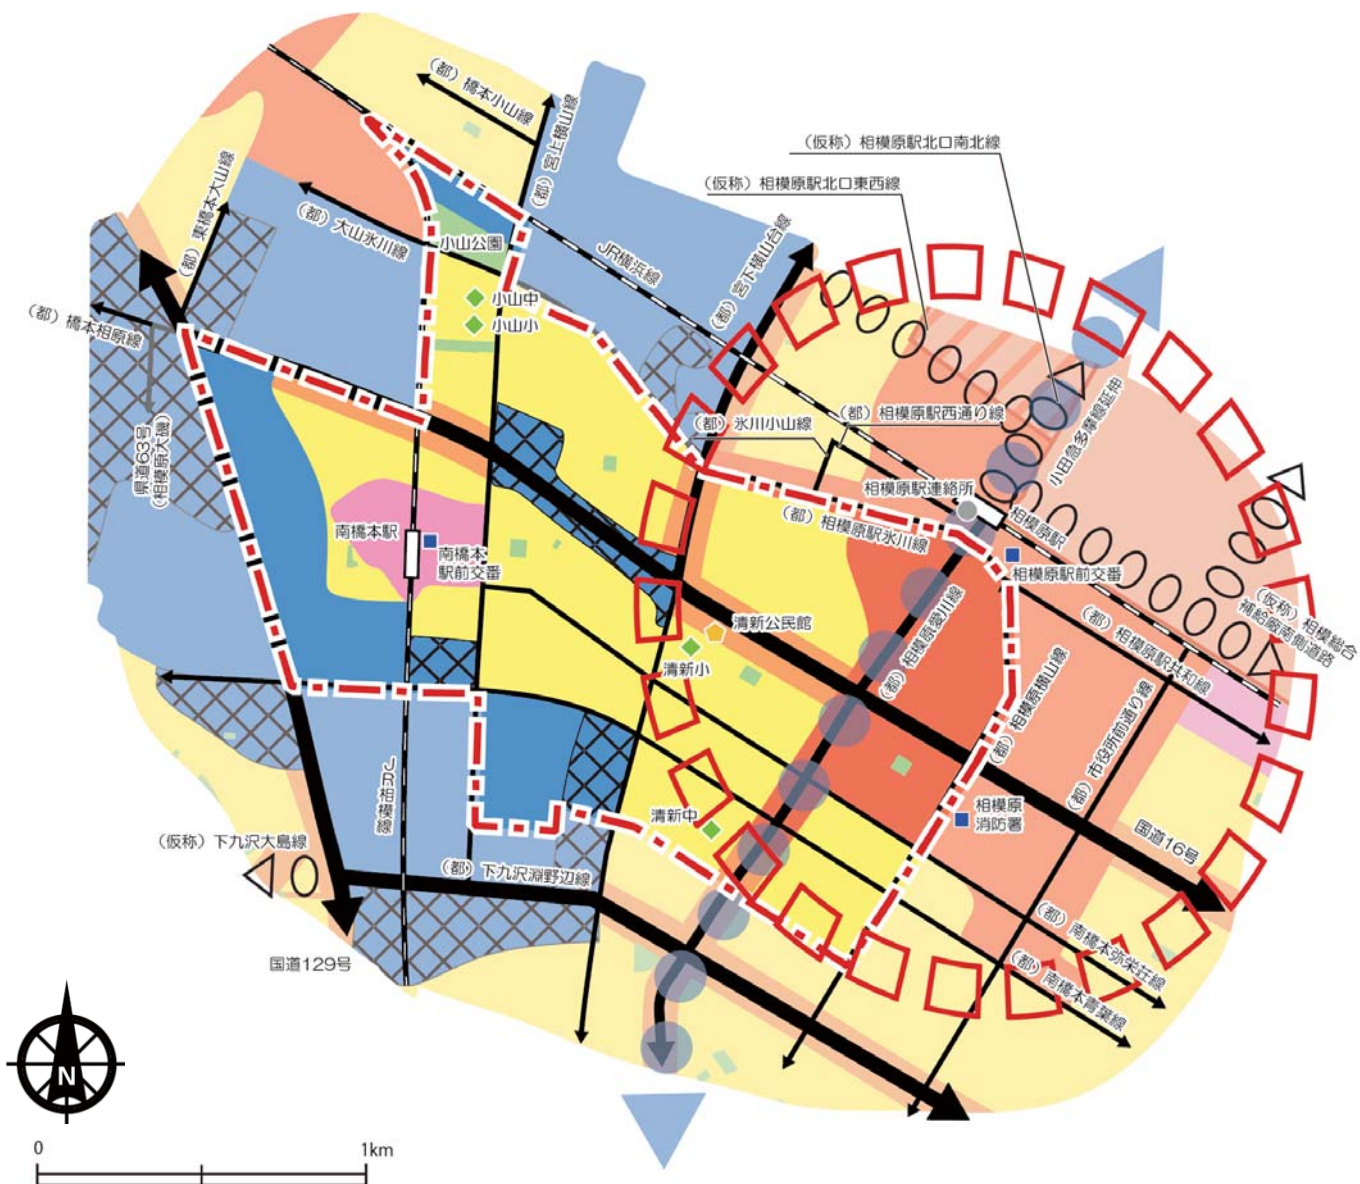 （都）橋本小山線
（都）宮上横山線
（仮称）相模原駅北口南北線
（仮称）相模原駅北口東西線
（都）東橋本大山線
（都）大山氷川線
小山公園
JR横浜線
（都）宮下横山台線
小山中
小山小
（都）橋本相原線
県道63号
（相模原大磯）
（都）氷川小山線
（都）相模原駅西通り線
小田急多摩線延伸
相模原駅連絡所
相模原駅
（都）相模原駅氷川線
南橋本駅
南橋本
駅前交番
相模原駅前交番
（仮称）相模総合
補給廠南側道路
清新公民館
清新小
（都）相模原愛川線
（都）相模原駅共和線
（都）相模原横山線
（都）市役所前通り線
JR相模線
清新中
相模原
消防署
国道16号
（仮称）下九沢大島線
（都）下九沢淵野辺線
（都）南橋本弥栄荘線
（都）南橋本青葉線
国道129号
N
0
1km